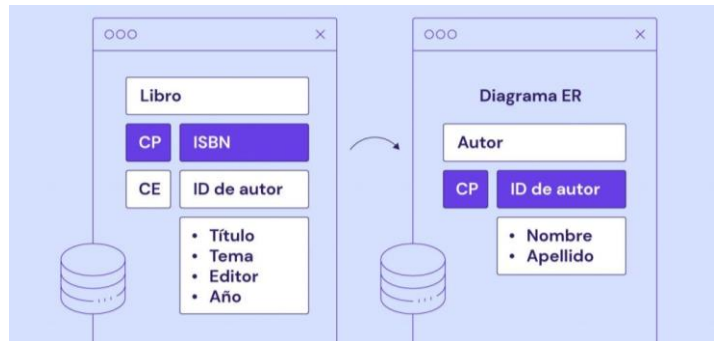 Libro
CP ISBN
CE ID de autor
• Título
• Tema
• Editor
• Año
Diagrama ER
Autor
CP ID de autor
• Nombre
• Apellido